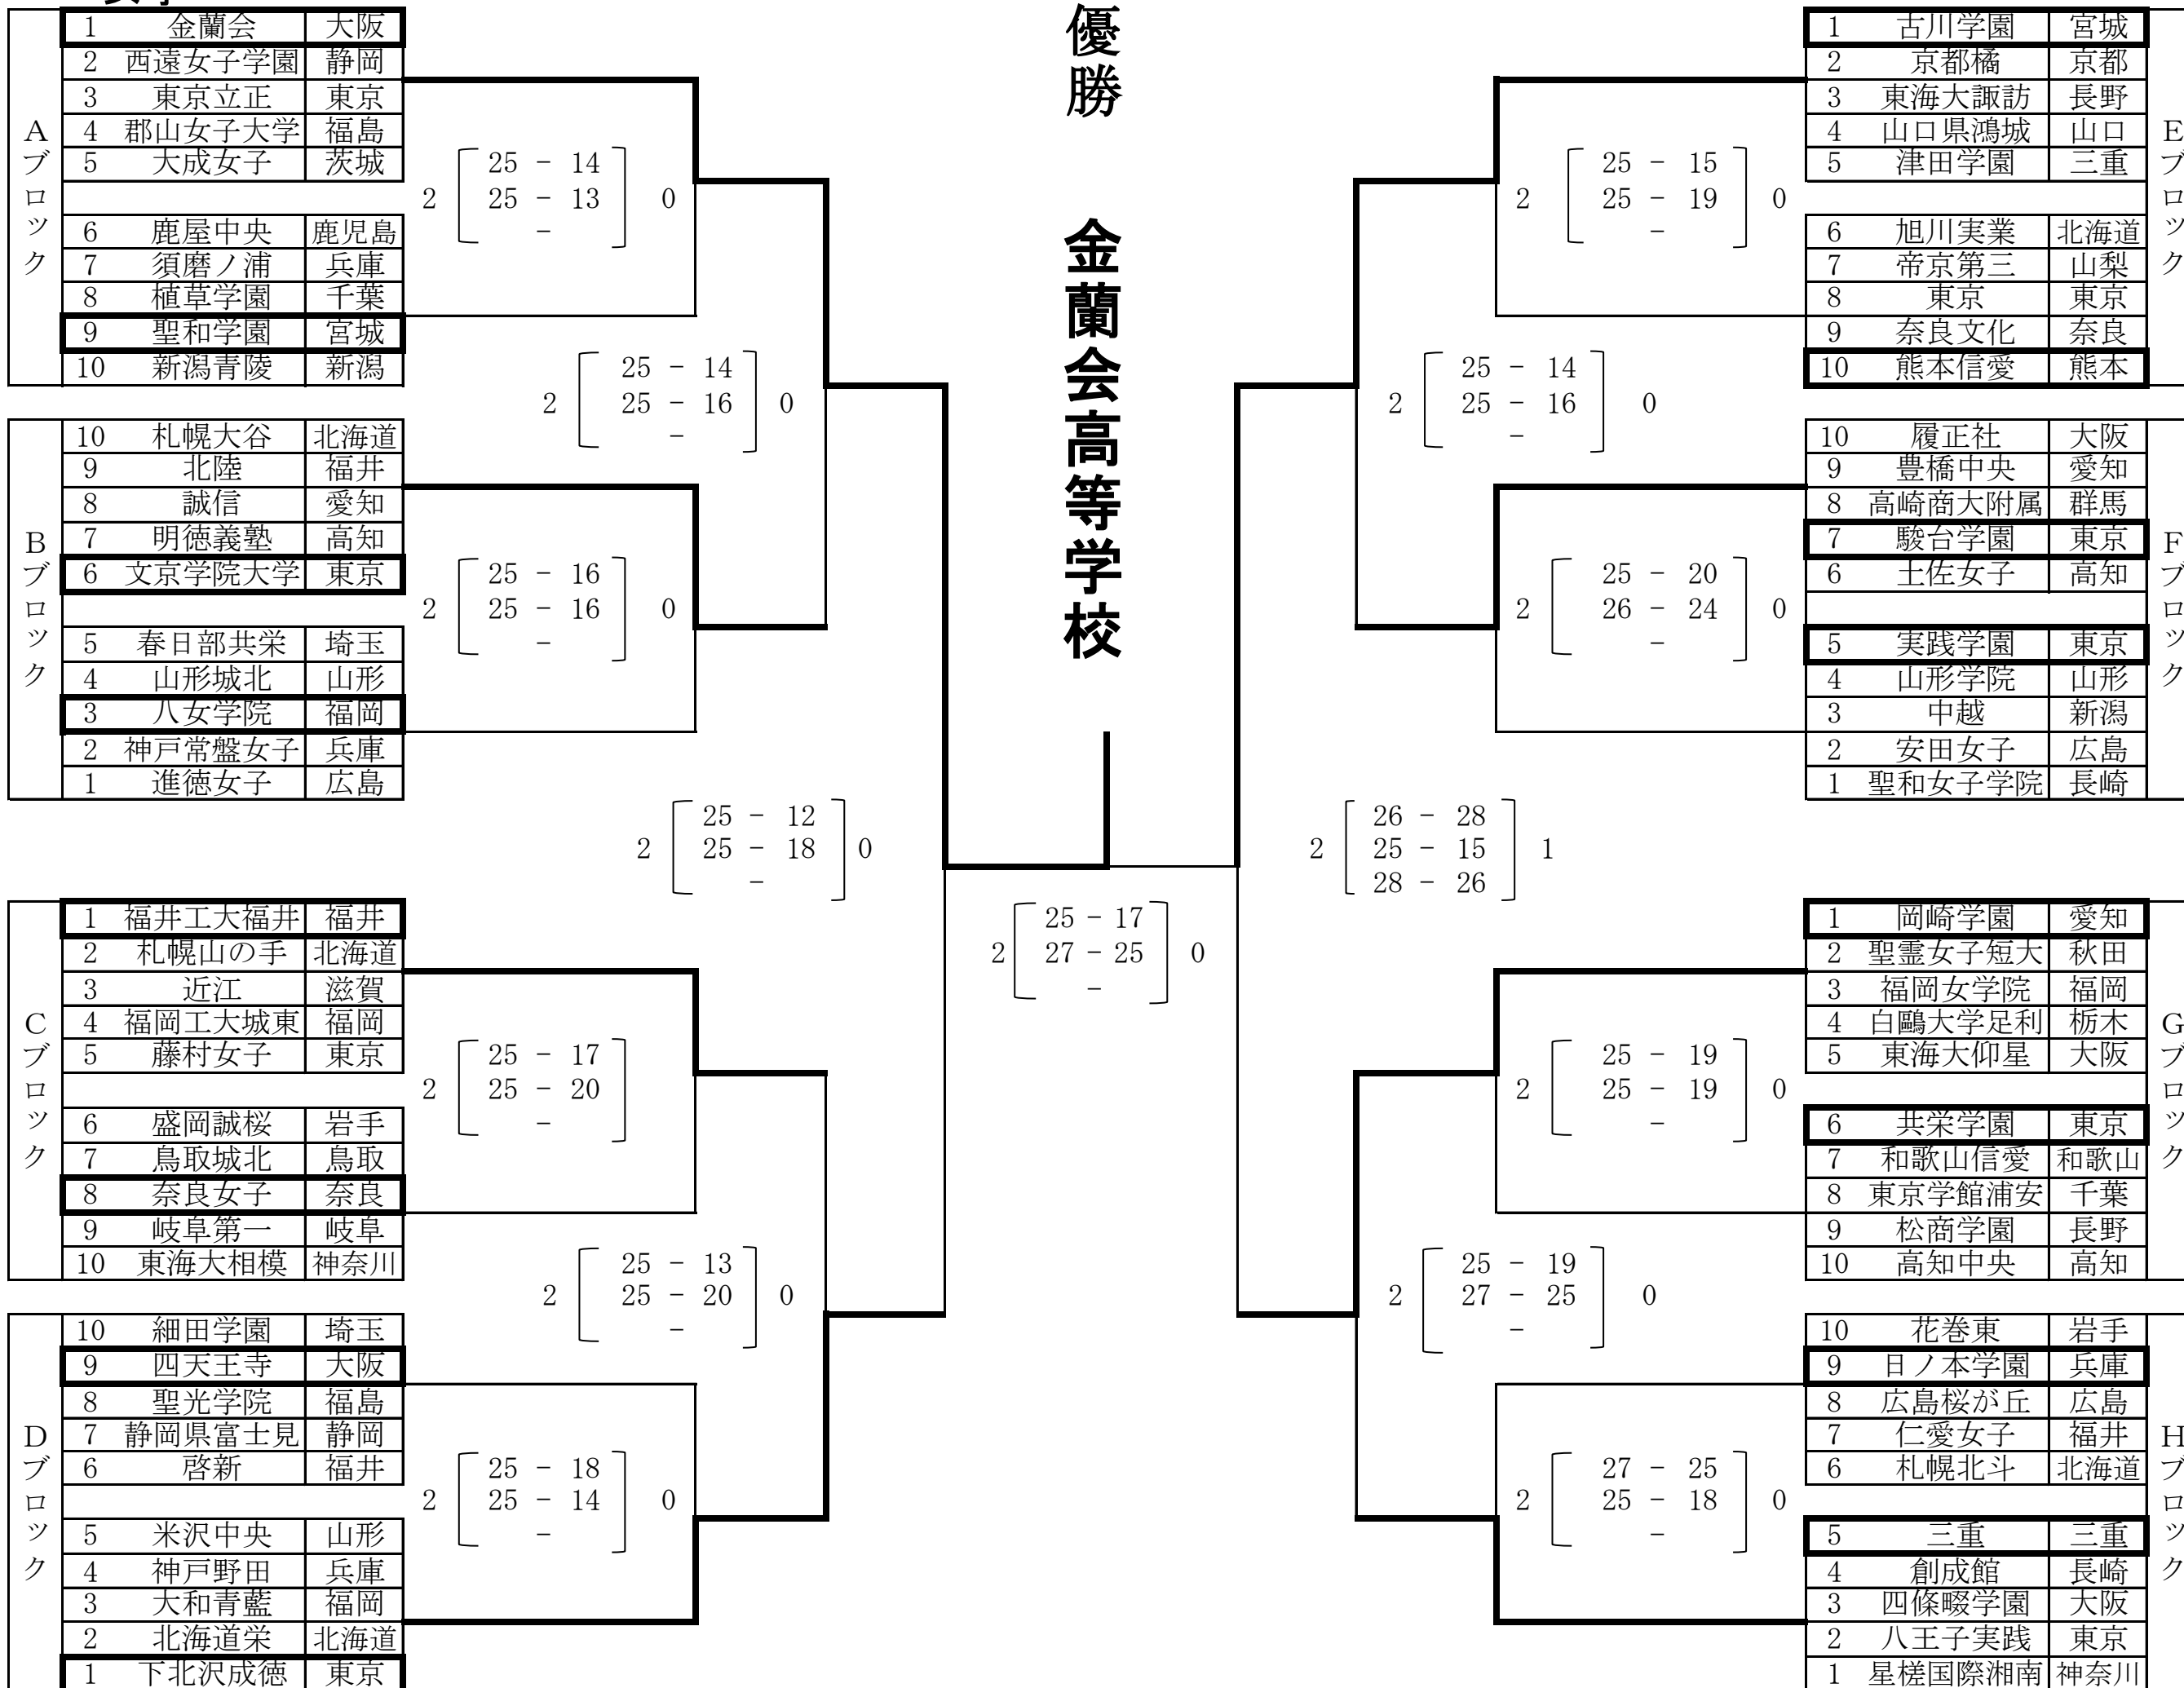 優勝
金蘭会高等学校
Aブロック
1 金蘭会 大阪
2 西遠女子学園 静岡
3 東京立正 東京
4 郡山女子大学 福島
5 大成女子 茨城
6 鹿屋中央 鹿児島
7 須磨ノ浦 兵庫
8 植草学園 千葉
9 聖和学園 宮城
10 新潟青陵 新潟
Bブロック
10 札幌大谷 北海道
9 北陸 福井
8 誠信 愛知
7 明徳義塾 高知
6 文京学院大学 東京
5 春日部共栄 埼玉
4 山形城北 山形
3 八女学院 福岡
2 神戸常盤女子 兵庫
1 進徳女子 広島
Cブロック
1 福井工大福井 福井
2 札幌山の手 北海道
3 近江 滋賀
4 福岡工大城東 福岡
5 藤村女子 東京
6 盛岡誠桜 岩手
7 鳥取城北 鳥取
8 奈良女子 奈良
9 岐阜第一 岐阜
10 東海大相模 神奈川
Dブロック
10 細田学園 埼玉
9 四天王寺 大阪
8 聖光学院 福島
7 静岡県富士見 静岡
6 啓新 福井
5 米沢中央 山形
4 神戸野田 兵庫
3 大和青藍 福岡
2 北海道栄 北海道
1 下北沢成徳 東京
25 - 14
2 25 - 13 0
-
25 - 14
2 25 - 16 0
-
25 - 16
2 25 - 16 0
-
25 - 12
2 25 - 18 0
-
25 - 17
2 25 - 20
-
25 - 13
2 25 - 20 0
-
25 - 18
2 25 - 14 0
-
25 - 17
2 27 - 25 0
-
25 - 15
2 25 - 19 0
-
25 - 14
2 25 - 16 0
-
25 - 20
2 26 - 24 0
-
26 - 28
2 25 - 15 1
28 - 26
25 - 19
2 25 - 19 0
-
25 - 19
2 27 - 25 0
-
27 - 25
2 25 - 18 0
-
Eブロック
1 古川学園 宮城
2 京都橘 京都
3 東海大諏訪 長野
4 山口県鴻城 山口
5 津田学園 三重
6 旭川実業 北海道
7 帝京第三 山梨
8 東京 東京
9 奈良文化 奈良
10 熊本信愛 熊本
Fブロック
10 履正社 大阪
9 豊橋中央 愛知
8 高崎商大附属 群馬
7 駿台学園 東京
6 土佐女子 高知
5 実践学園 東京
4 山形学院 山形
3 中越 新潟
2 安田女子 広島
1 聖和女子学院 長崎
Gブロック
1 岡崎学園 愛知
2 聖霊女子短大 秋田
3 福岡女学院 福岡
4 白鷗大学足利 栃木
5 東海大仰星 大阪
6 共栄学園 東京
7 和歌山信愛 和歌山
8 東京学館浦安 千葉
9 松商学園 長野
10 高知中央 高知
Hブロック
10 花巻東 岩手
9 日ノ本学園 兵庫
8 広島桜が丘 広島
7 仁愛女子 福井
6 札幌北斗 北海道
5 三重 三重
4 創成館 長崎
3 四條畷学園 大阪
2 八王子実践 東京
1 星槎国際湘南 神奈川